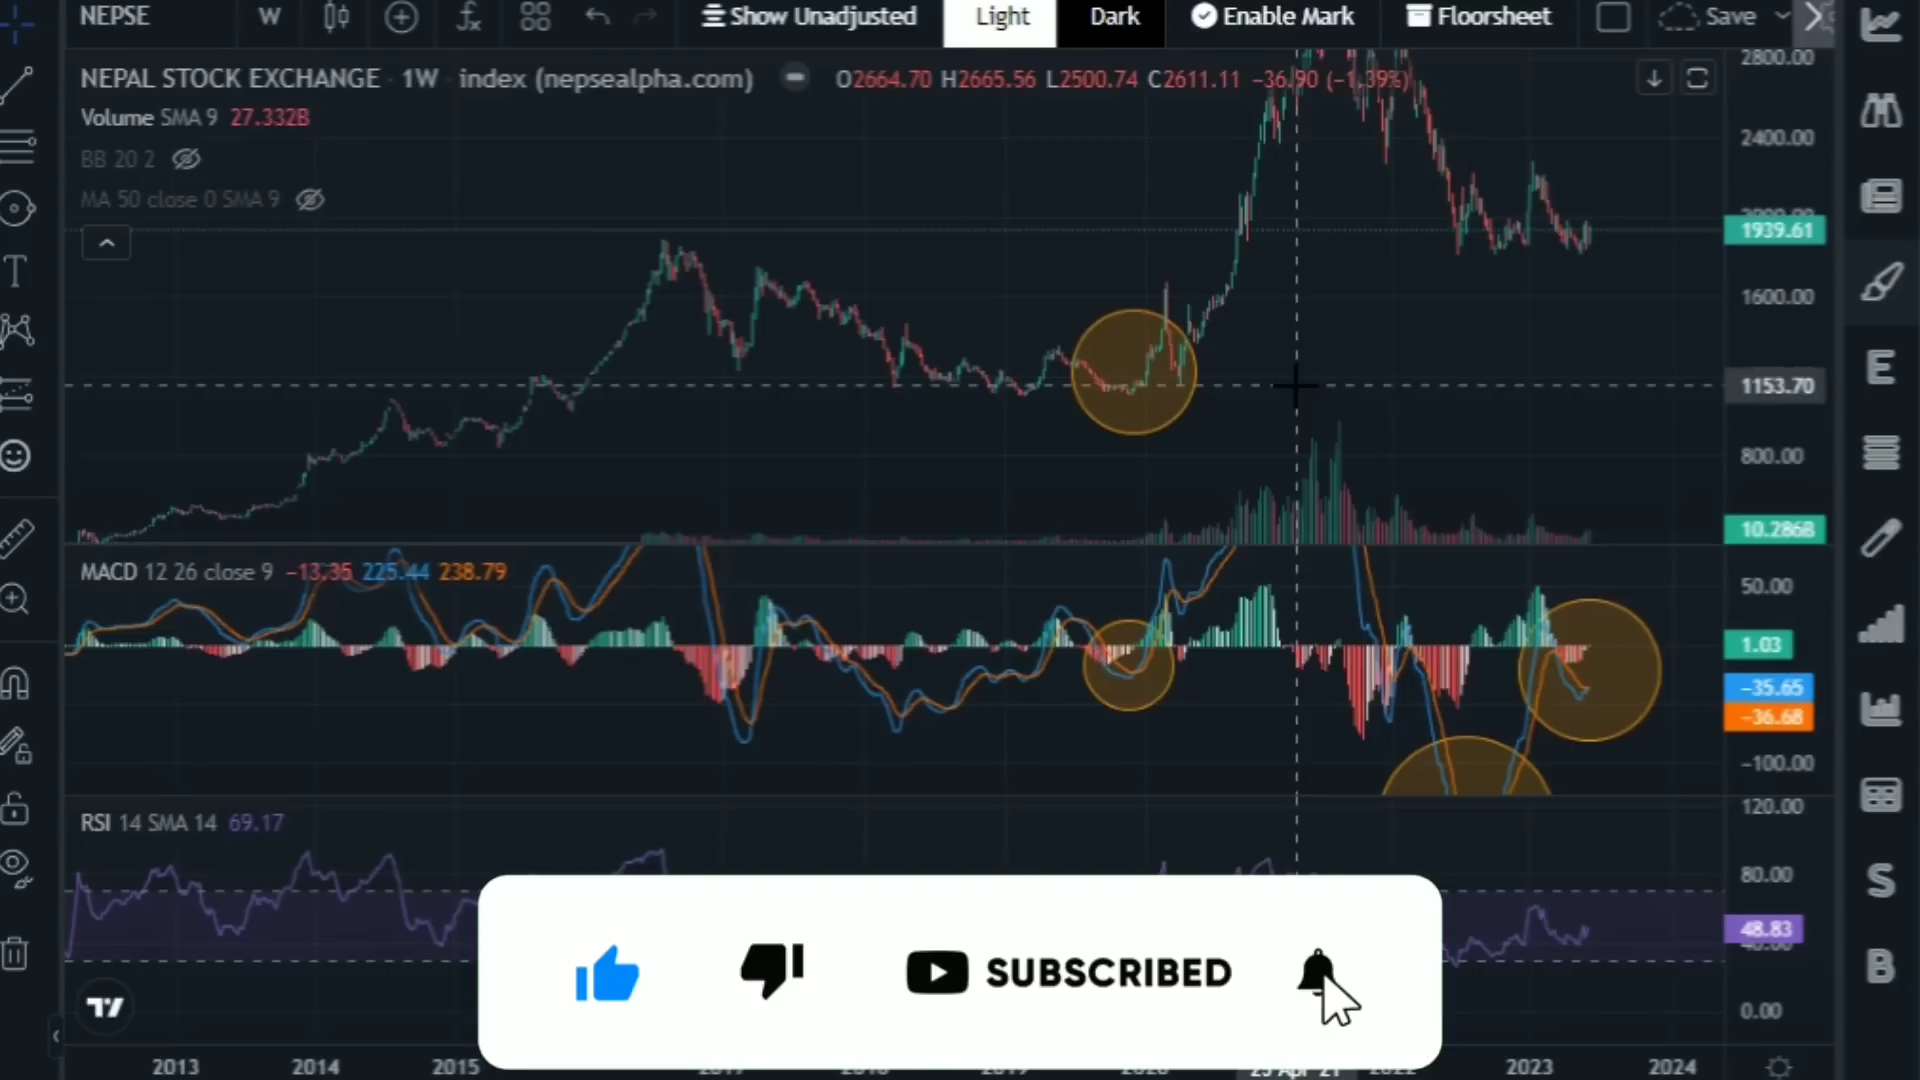 NEPSE W Show Unadjusted Light Dark Enable Mark Floorsheet Save
NEPAL STOCK EXCHANGE · 1W index (nepsealpha.com) O2664.70 H2665.56 L2500.74 C2611.11 −36.90 (−1.39%)
Volume SMA 9 27.332B
BB 20 2
MA 50 close 0 SMA 9
2800.00
2400.00
1939.61
1600.00
1153.70
800.00
10.286B
MACD 12 26 close 9 −13.35 225.44 238.79
50.00
1.03
−35.65
−36.68
−100.00
RSI 14 SMA 14 69.17
120.00
80.00
48.83
0.00
SUBSCRIBED
2013 2014 2015 2023 2024
T
E
S
B